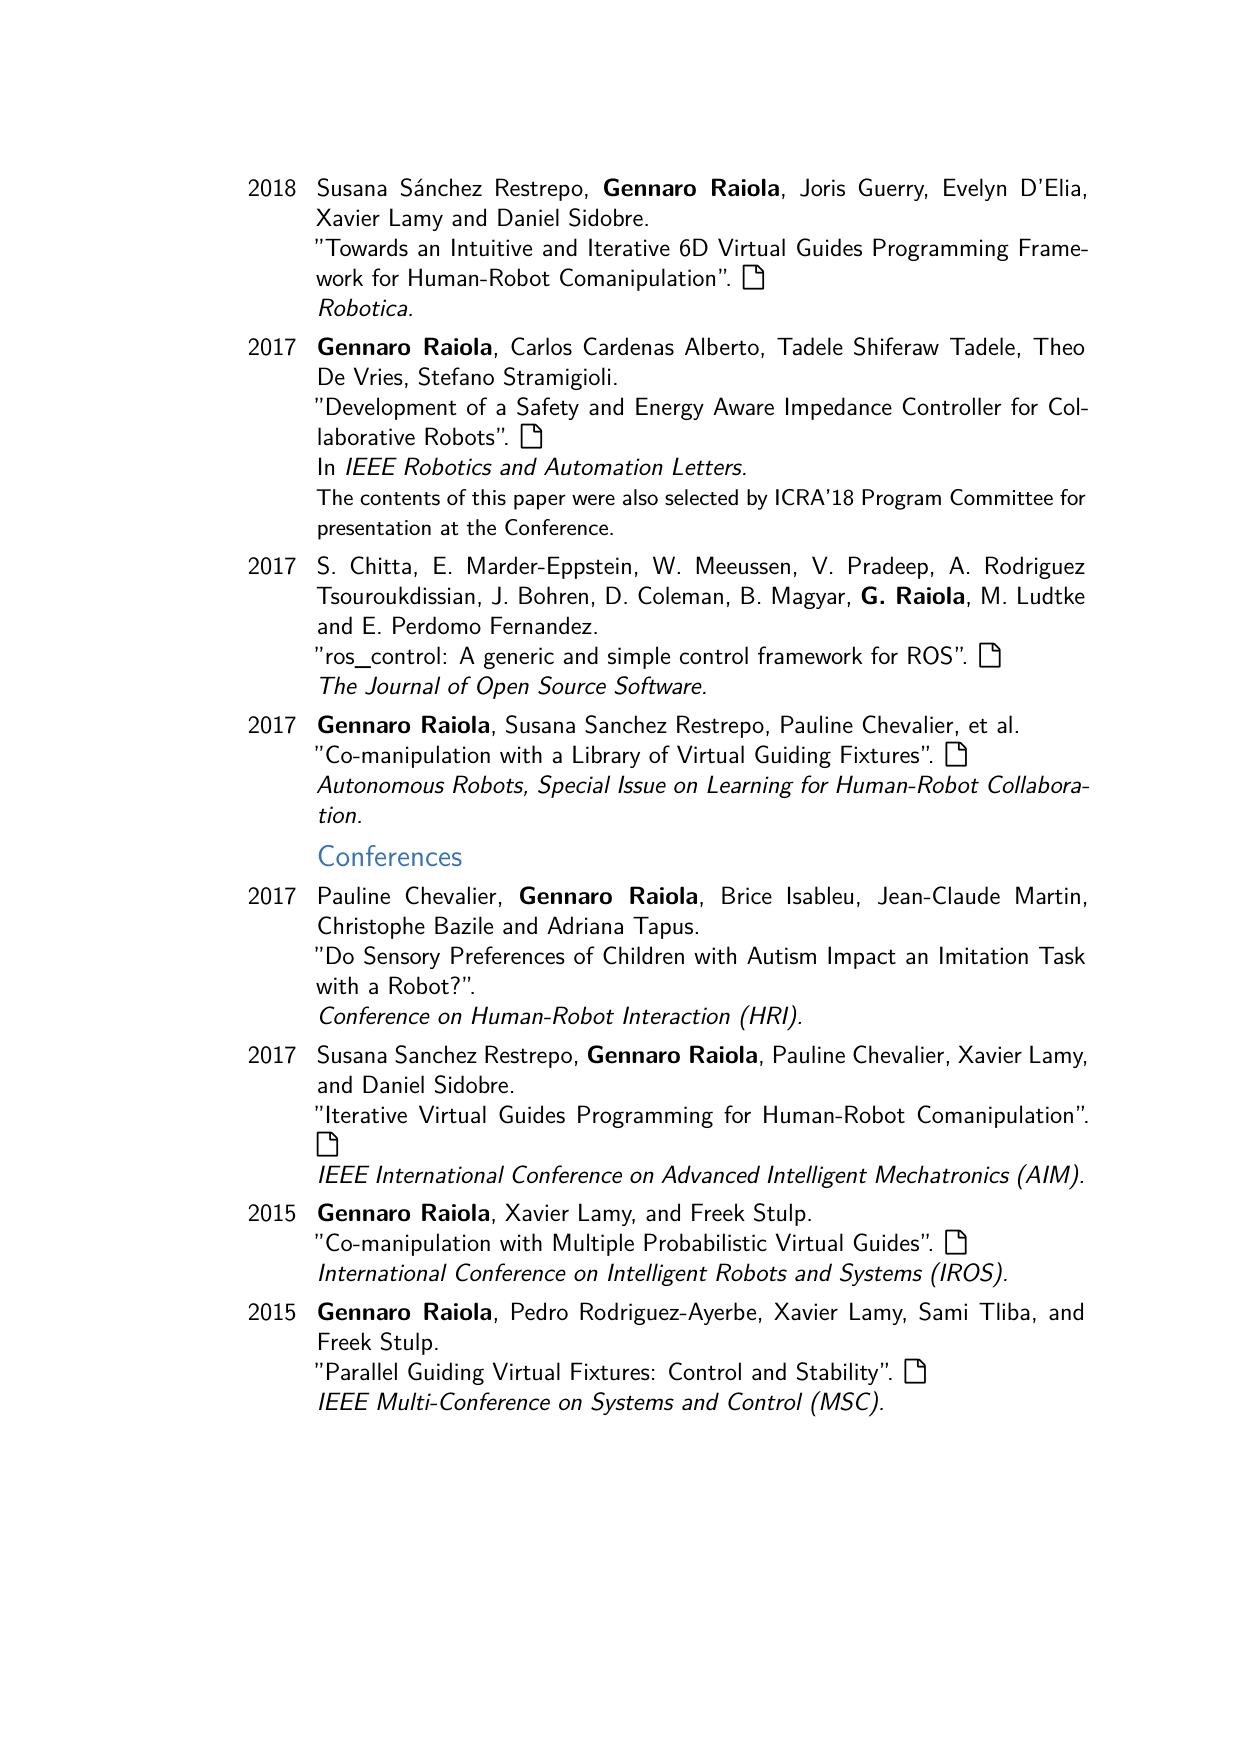 2018 Susana Sánchez Restrepo, Gennaro Raiola, Joris Guerry, Evelyn D'Elia,
Xavier Lamy and Daniel Sidobre.
”Towards an Intuitive and Iterative 6D Virtual Guides Programming Frame-
work for Human-Robot Comanipulation”.
Robotica.
2017 Gennaro Raiola, Carlos Cardenas Alberto, Tadele Shiferaw Tadele, Theo
De Vries, Stefano Stramigioli.
”Development of a Safety and Energy Aware Impedance Controller for Col-
laborative Robots”.
In IEEE Robotics and Automation Letters.
The contents of this paper were also selected by ICRA'18 Program Committee for
presentation at the Conference.
2017 S. Chitta, E. Marder-Eppstein, W. Meeussen, V. Pradeep, A. Rodriguez
Tsouroukdissian, J. Bohren, D. Coleman, B. Magyar, G. Raiola, M. Ludtke
and E. Perdomo Fernandez.
”ros_control: A generic and simple control framework for ROS”.
The Journal of Open Source Software.
2017 Gennaro Raiola, Susana Sanchez Restrepo, Pauline Chevalier, et al.
”Co-manipulation with a Library of Virtual Guiding Fixtures”.
Autonomous Robots, Special Issue on Learning for Human-Robot Collabora-
tion.
Conferences
2017 Pauline Chevalier, Gennaro Raiola, Brice Isableu, Jean-Claude Martin,
Christophe Bazile and Adriana Tapus.
”Do Sensory Preferences of Children with Autism Impact an Imitation Task
with a Robot?”.
Conference on Human-Robot Interaction (HRI).
2017 Susana Sanchez Restrepo, Gennaro Raiola, Pauline Chevalier, Xavier Lamy,
and Daniel Sidobre.
”Iterative Virtual Guides Programming for Human-Robot Comanipulation”.
IEEE International Conference on Advanced Intelligent Mechatronics (AIM).
2015 Gennaro Raiola, Xavier Lamy, and Freek Stulp.
”Co-manipulation with Multiple Probabilistic Virtual Guides”.
International Conference on Intelligent Robots and Systems (IROS).
2015 Gennaro Raiola, Pedro Rodriguez-Ayerbe, Xavier Lamy, Sami Tliba, and
Freek Stulp.
”Parallel Guiding Virtual Fixtures: Control and Stability”.
IEEE Multi-Conference on Systems and Control (MSC).